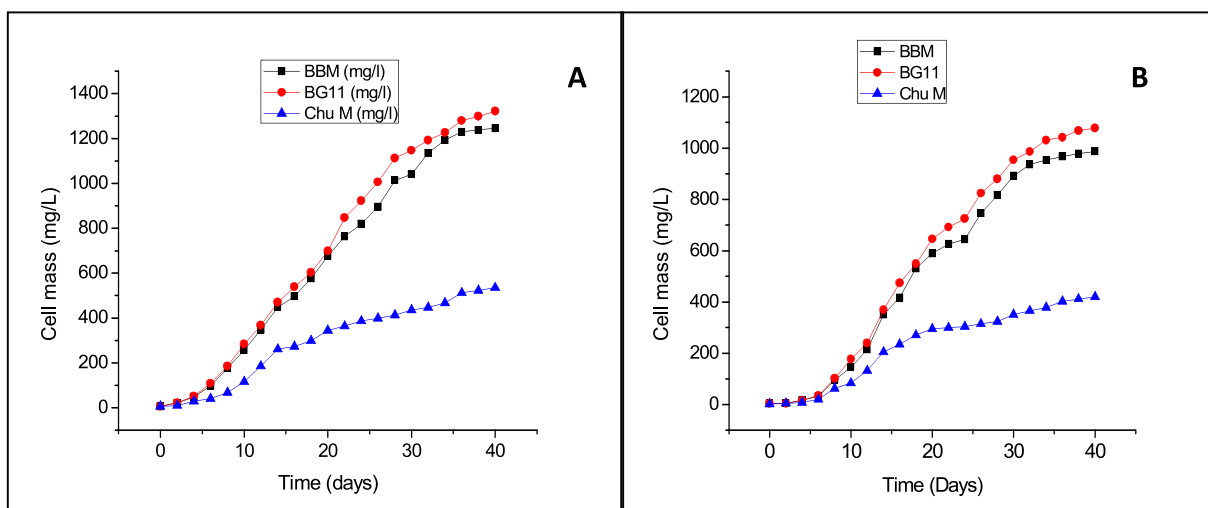 A
BBM (mg/l)
BG11 (mg/l)
Chu M (mg/l)
1400
1200
1000
800
600
400
200
0
Cell mass (mg/L)
0 10 20 30 40
Time (days)
B
BBM
BG11
Chu M
1200
1000
800
600
400
200
0
Cell mass (mg/L)
0 10 20 30 40
Time (Days)